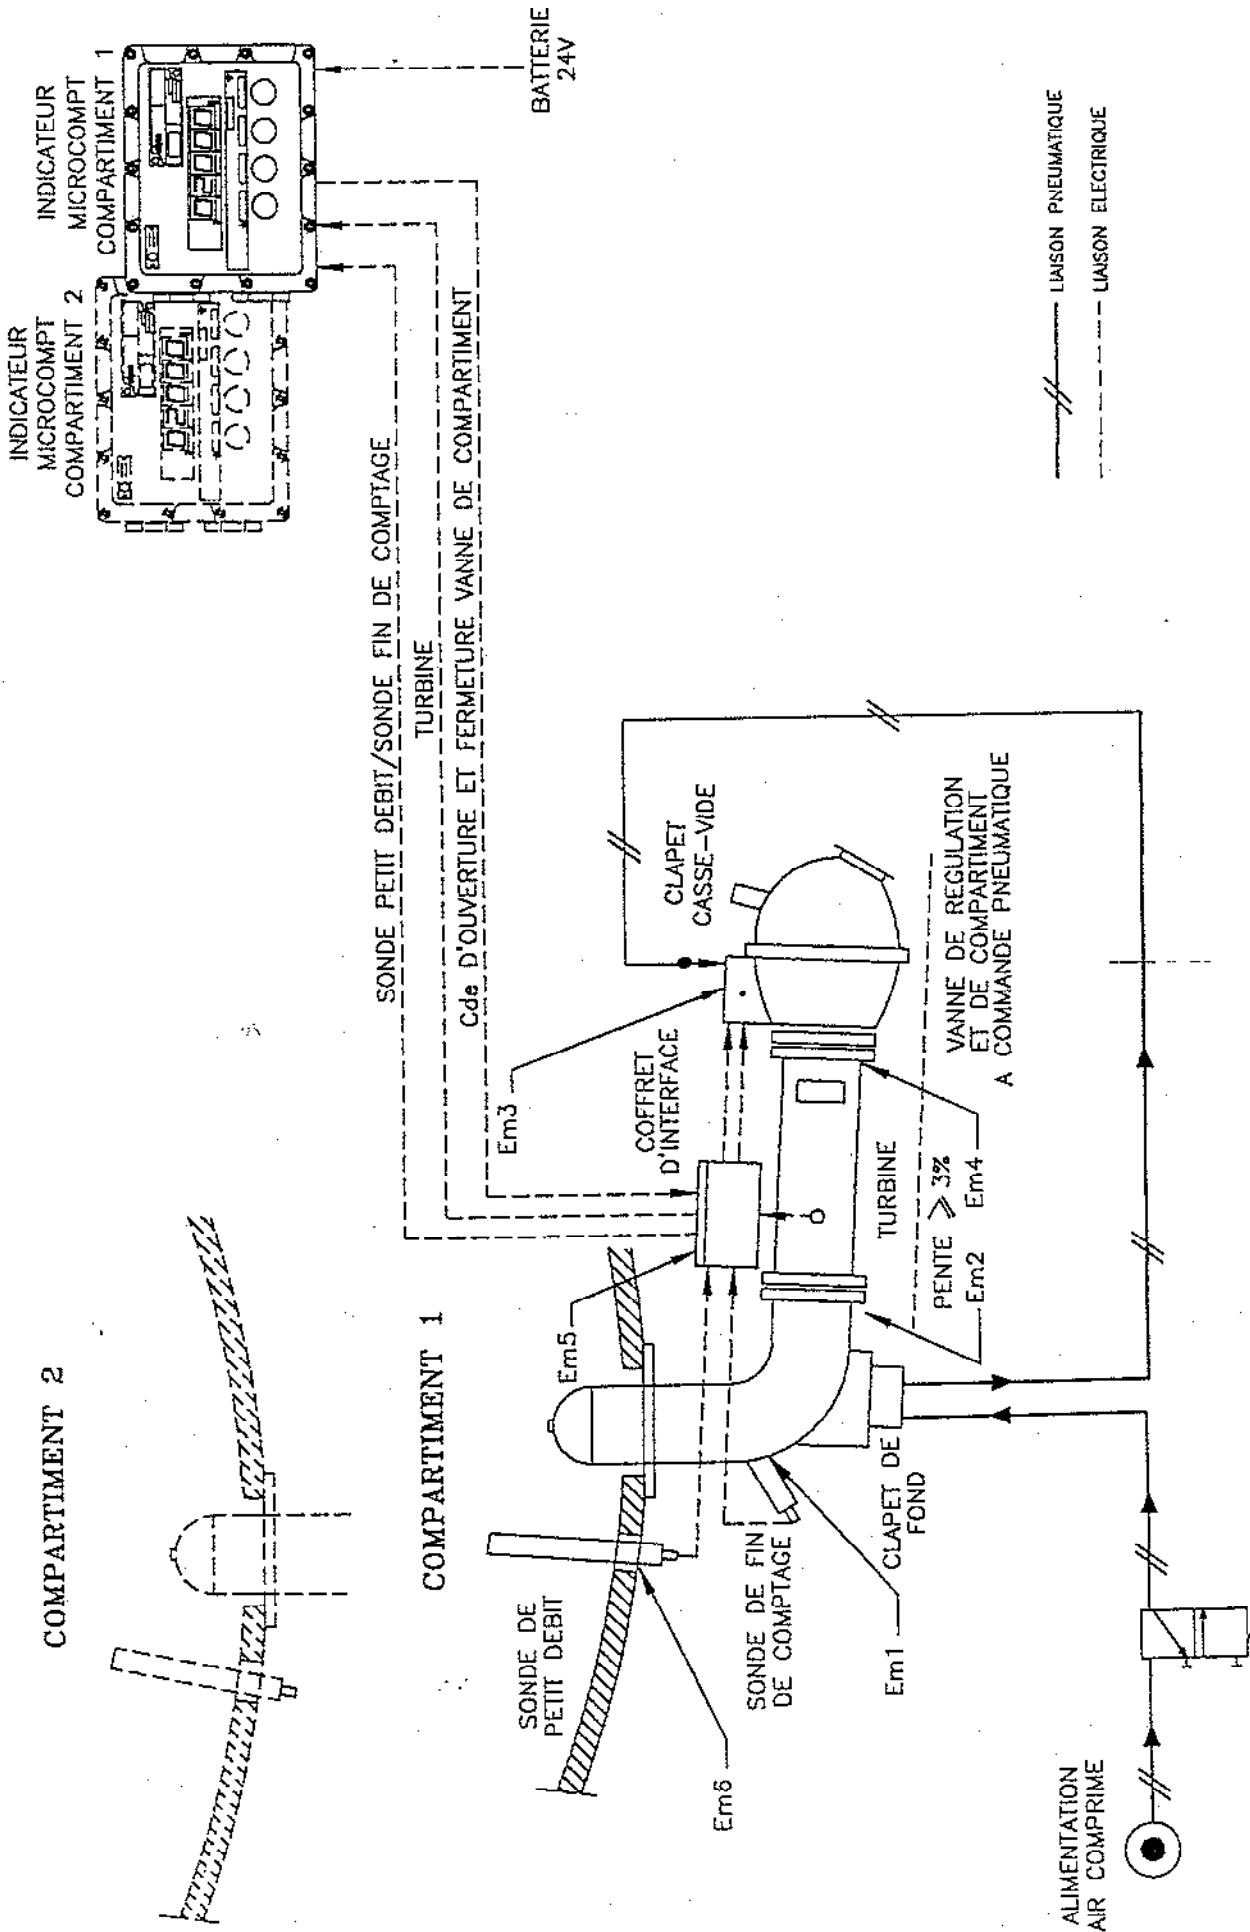 COMPARTIMENT 2
COMPARTIMENT 1
INDICATEUR
MICROCOMPT
COMPARTIMENT 2
INDICATEUR
MICROCOMPT
COMPARTIMENT 1
02000
02000
BATTERIE
24V
SONDE PETIT DEBIT/SONDE FIN DE COMPTAGE
TURBINE
Cde D'OUVERTURE ET FERMETURE VANNE DE COMPARTIMENT
SONDE DE
PETIT DEBIT
Em6
Em5
Em3
COFFRET
D'INTERFACE
CLAPET
CASSE-VIDE
SONDE DE FIN
DE COMPTAGE
Em1
CLAPET DE
FOND
TURBINE
PENTE ⩾ 3%
Em2
Em4
VANNE DE REGULATION
ET DE COMPARTIMENT
A COMMANDE PNEUMATIQUE
ALIMENTATION
AIR COMPRIME
LIAISON PNEUMATIQUE
LIAISON ELECTRIQUE